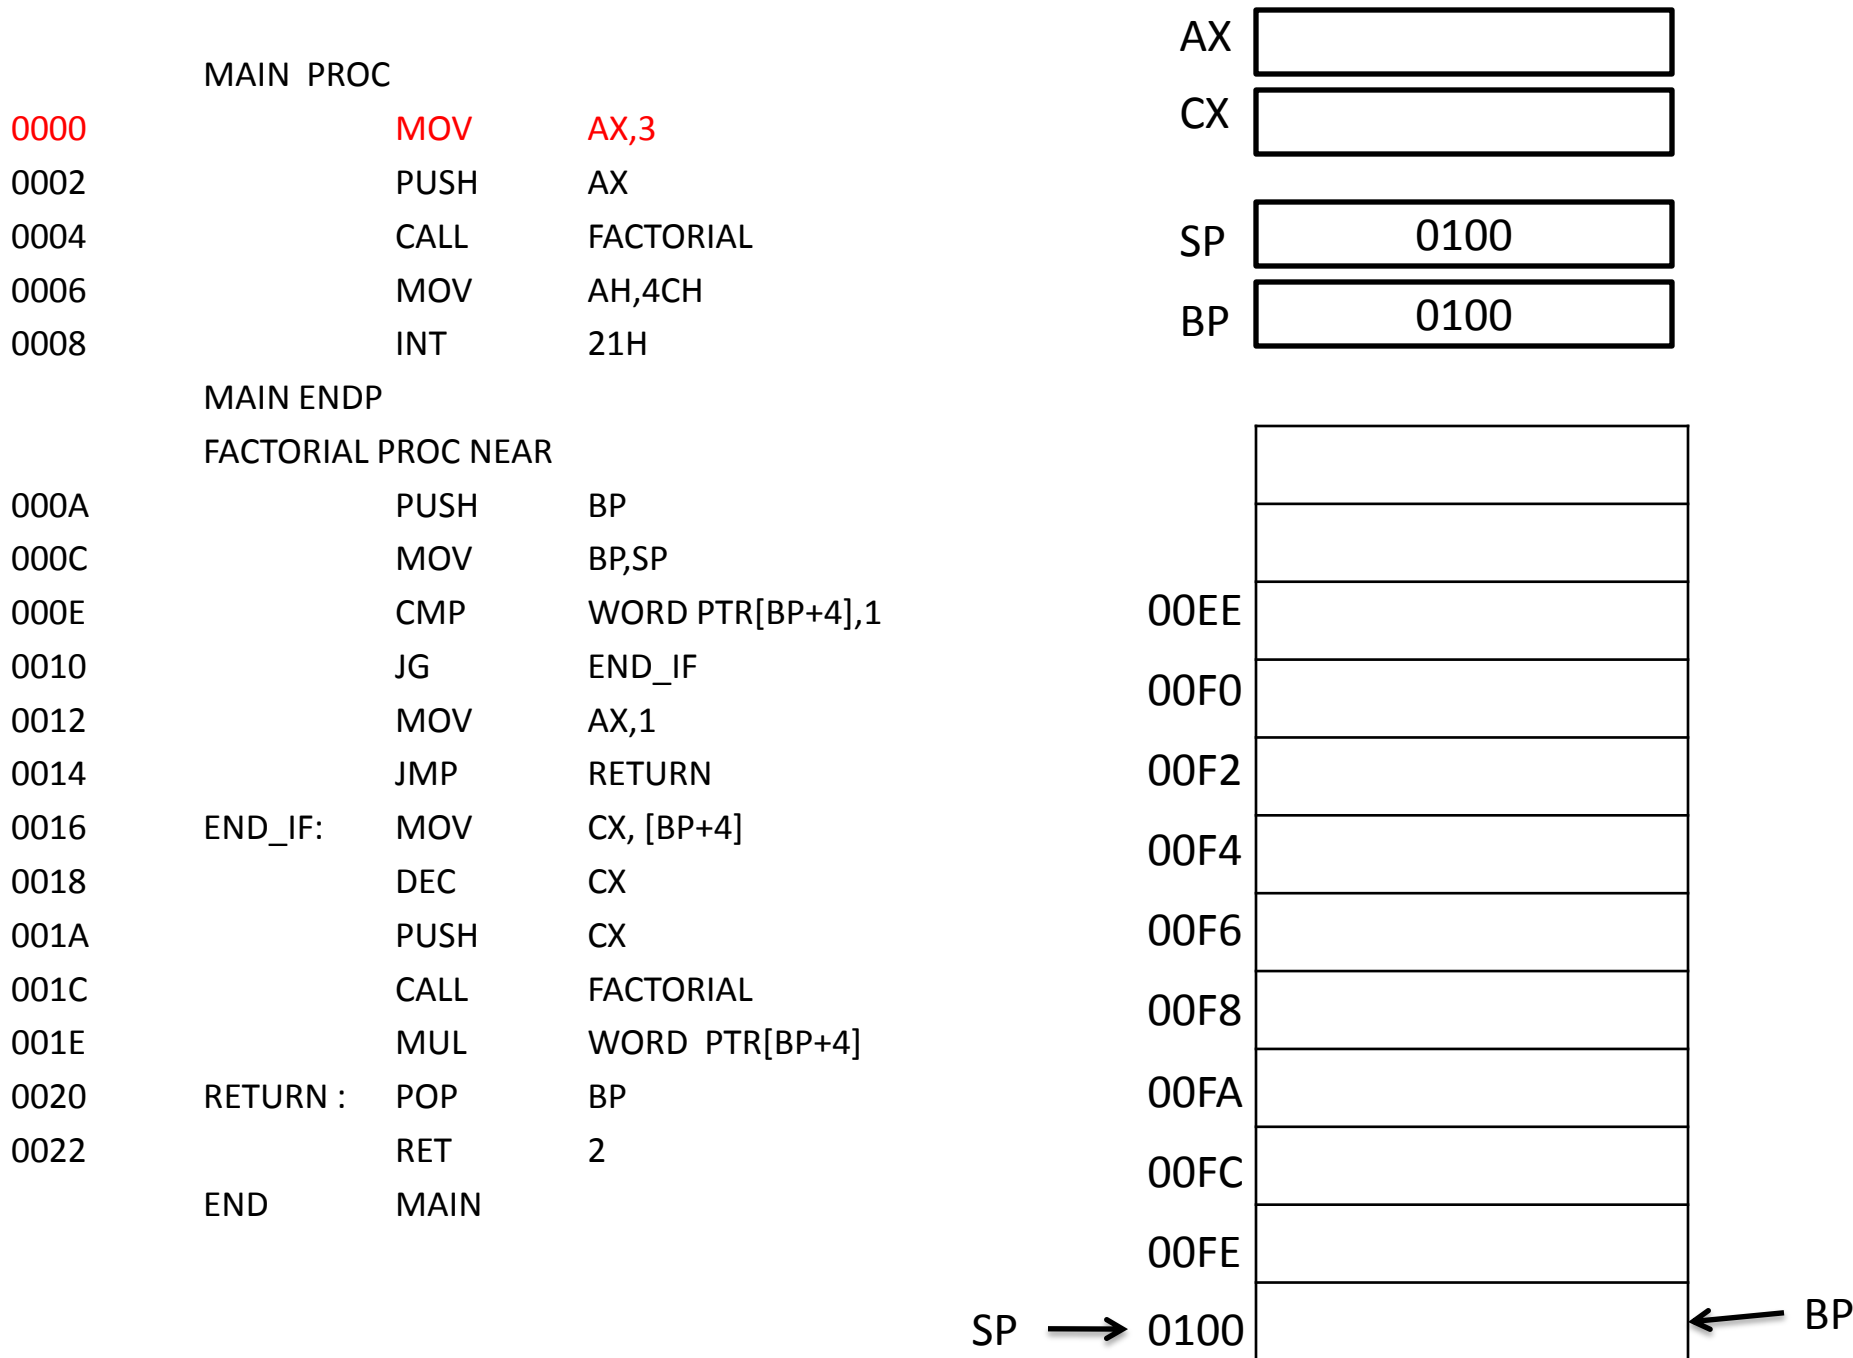 MAIN PROC
0000 MOV AX,3
0002 PUSH AX
0004 CALL FACTORIAL
0006 MOV AH,4CH
0008 INT 21H
MAIN ENDP
FACTORIAL PROC NEAR
000A PUSH BP
000C MOV BP,SP
000E CMP WORD PTR[BP+4],1
0010 JG END_IF
0012 MOV AX,1
0014 JMP RETURN
0016 END_IF: MOV CX, [BP+4]
0018 DEC CX
001A PUSH CX
001C CALL FACTORIAL
001E MUL WORD PTR[BP+4]
0020 RETURN : POP BP
0022 RET 2
END MAIN
AX
CX
SP 0100
BP 0100
00EE
00F0
00F2
00F4
00F6
00F8
00FA
00FC
00FE
SP 0100 BP